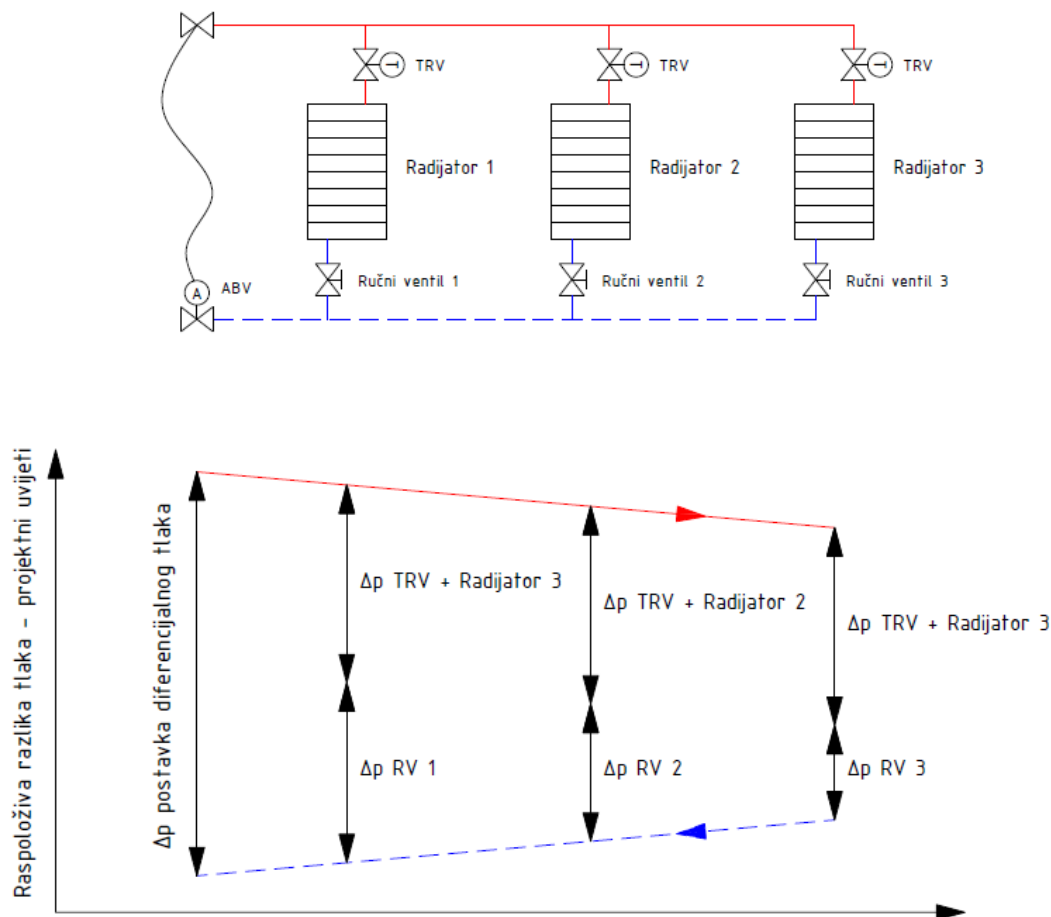 TRV
TRV
TRV
Radijator 1
Radijator 2
Radijator 3
A
ABV
Ručni ventil 1
Ručni ventil 2
Ručni ventil 3
T
T
T
Raspoloživa razlika tlaka - projektni uvijeti
Δp postavka diferencijalnog tlaka
Δp TRV + Radijator 3
Δp TRV + Radijator 2
Δp TRV + Radijator 3
Δp RV 1
Δp RV 2
Δp RV 3